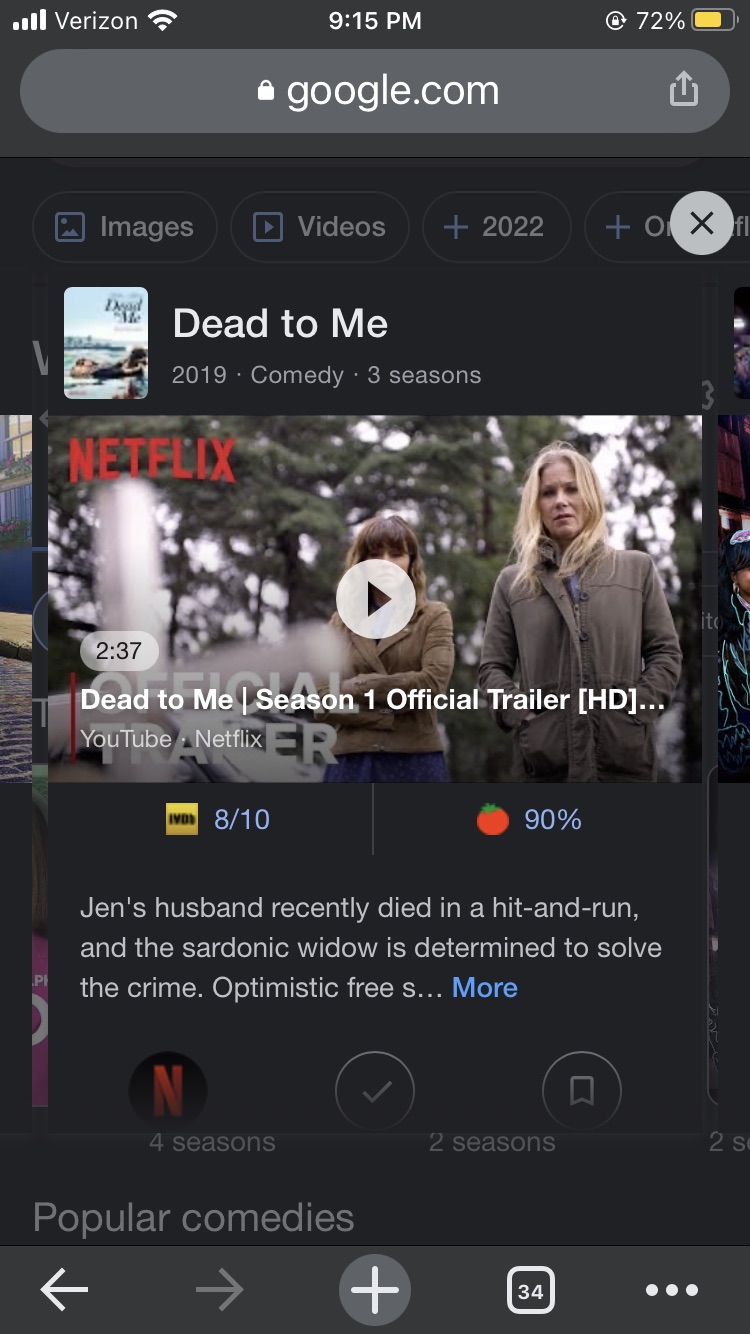 Verizon
9:15 PM
72%
google.com
Images
Videos
2022
Dead to Me
Dead to Me
2019 · Comedy · 3 seasons
NETFLIX
2:37
OFFICIAL
TRAILER
Dead to Me | Season 1 Official Trailer [HD]...
YouTube · Netflix
IMDb
8/10
90%
Jen's husband recently died in a hit-and-run,
and the sardonic widow is determined to solve
the crime. Optimistic free s... More
N
4 seasons
2 seasons
Popular comedies
34